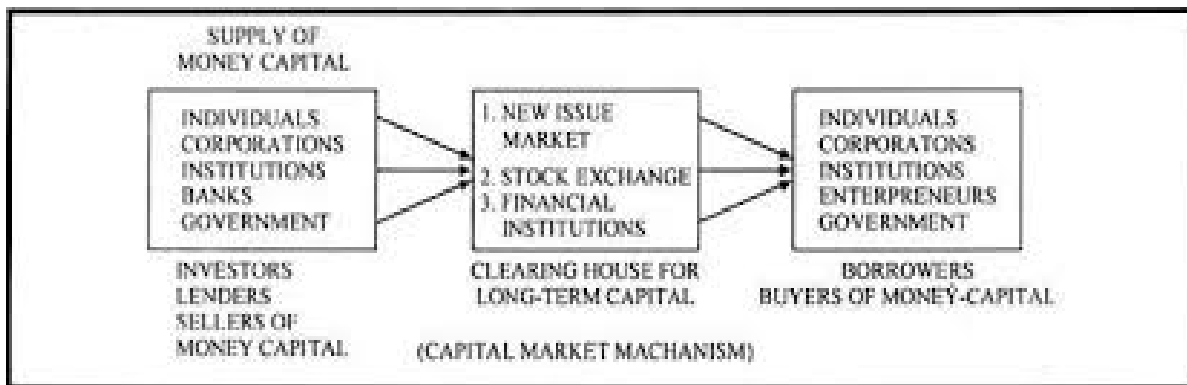 SUPPLY OF
MONEY CAPITAL
INDIVIDUALS
CORPORATIONS
INSTITUTIONS
BANKS
GOVERNMENT
INVESTORS
LENDERS
SELLERS OF
MONEY CAPITAL
1. NEW ISSUE
MARKET
2. STOCK EXCHANGE
3. FINANCIAL
INSTITUTIONS
CLEARING HOUSE FOR
LONG-TERM CAPITAL
(CAPITAL MARKET MACHANISM)
INDIVIDUALS
CORPORATONS
INSTITUTIONS
ENTERPRENEURS
GOVERNMENT
BORROWERS
BUYERS OF MONEY-CAPITAL